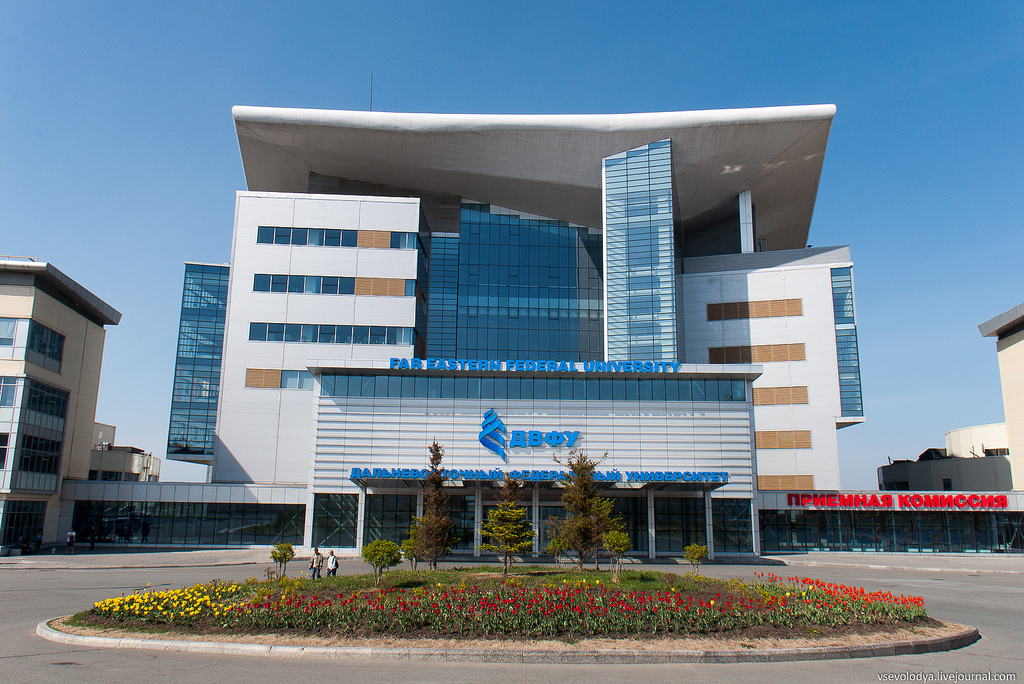 FAR EASTERN FEDERAL UNIVERSITY
ДВФУ
ДАЛЬНЕВОСТОЧНЫЙ ФЕДЕРАЛЬНЫЙ УНИВЕРСИТЕТ
ПРИЕМНАЯ КОМИССИЯ
vsevolodya.livejournal.com